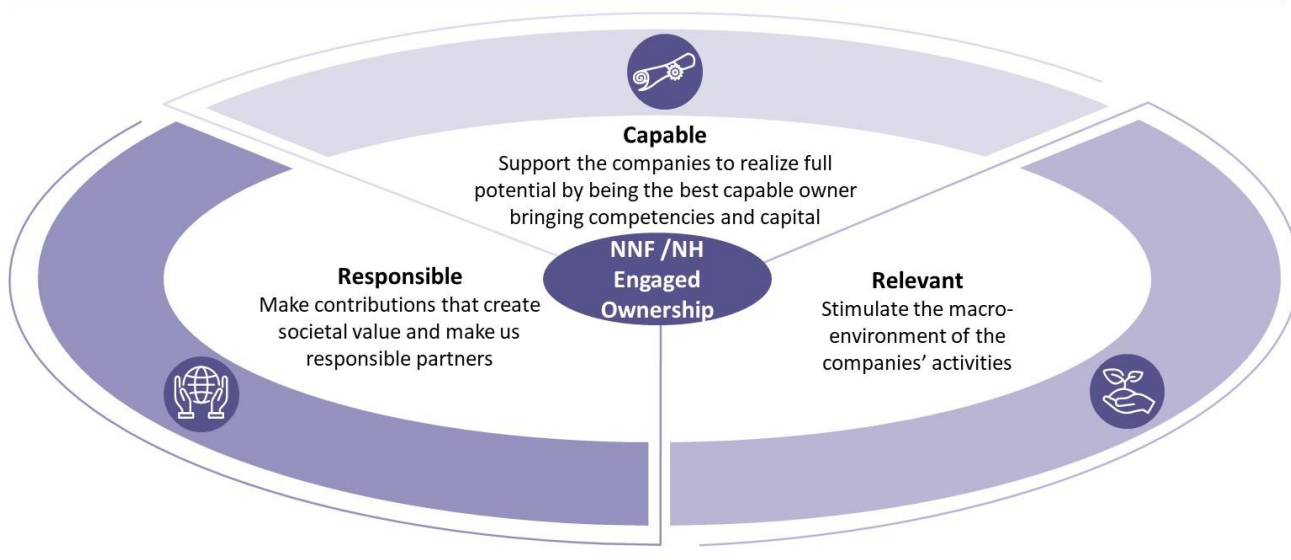 Capable
Support the companies to realize full
potential by being the best capable owner
bringing competencies and capital
NNF /NH
Engaged
Ownership
Responsible
Make contributions that create
societal value and make us
responsible partners
Relevant
Stimulate the macro-
environment of the
companies’ activities